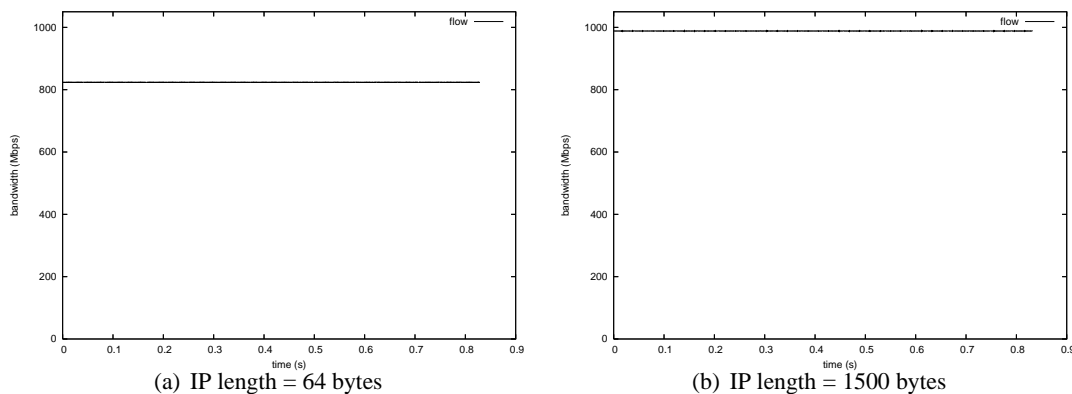 1000
800
600
400
200
0
bandwidth (Mbps)
flow
0 0.1 0.2 0.3 0.4 0.5 0.6 0.7 0.8 0.9
time (s)
(a) IP length = 64 bytes
1000
800
600
400
200
0
bandwidth (Mbps)
flow
0 0.1 0.2 0.3 0.4 0.5 0.6 0.7 0.8 0.9
time (s)
(b) IP length = 1500 bytes